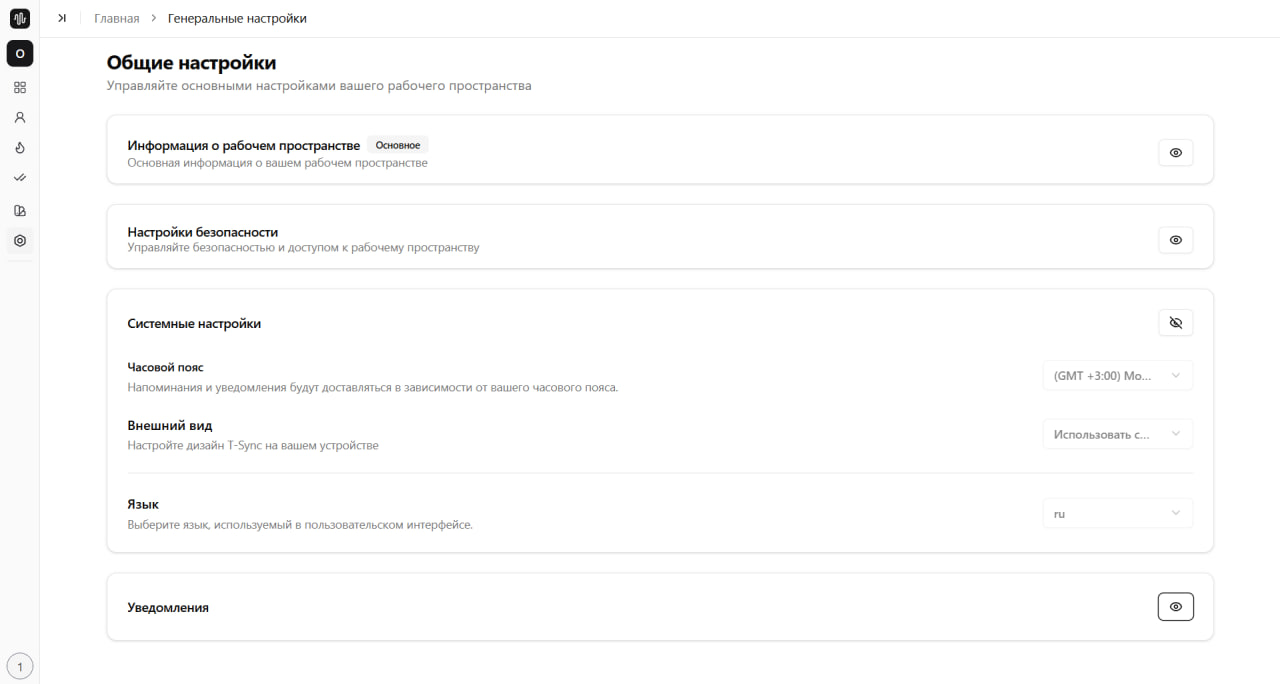 Главная > Генеральные настройки
O
Общие настройки
Управляйте основными настройками вашего рабочего пространства
Информация о рабочем пространстве Основное
Основная информация о вашем рабочем пространстве
Настройки безопасности
Управляйте безопасностью и доступом к рабочему пространству
Системные настройки
Часовой пояс
Напоминания и уведомления будут доставляться в зависимости от вашего часового пояса.
(GMT +3:00) Мо...
Внешний вид
Настройте дизайн T-Sync на вашем устройстве
Использовать с...
Язык
Выберите язык, используемый в пользовательском интерфейсе.
ru
Уведомления
1